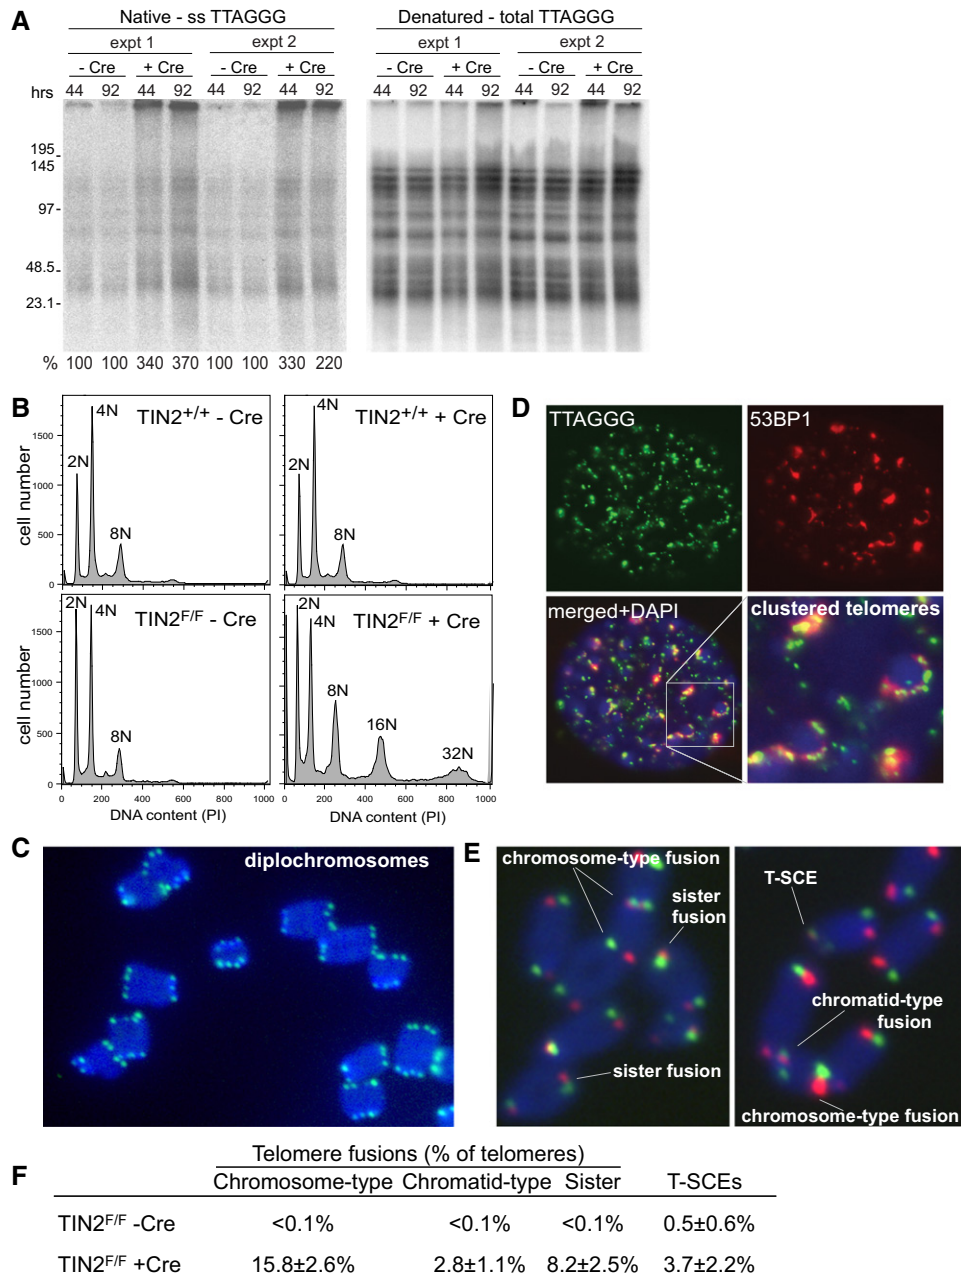 A
Native - ss TTAGGG
Denatured - total TTAGGG
expt 1 expt 2 expt 1 expt 2
- Cre + Cre - Cre + Cre - Cre + Cre - Cre + Cre
hrs 44 92 44 92 44 92 44 92 44 92 44 92 44 92 44 92
195-
145
97-
48.5-
23.1-
% 100 100 340 370 100 100 330 220
B
TIN2+/+ - Cre
2N 4N 8N
TIN2+/+ + Cre
2N 4N 8N
cell number
1500
1000
500
0
TIN2F/F - Cre
2N 4N 8N
TIN2F/F + Cre
2N 4N 8N 16N 32N
cell number
1500
1000
500
0
0 200 400 600 800 1000
0 200 400 600 800 1000
DNA content (PI)
DNA content (PI)
D
TTAGGG
53BP1
merged+DAPI
clustered telomeres
C
diplochromosomes
E
chromosome-type fusion
sister
fusion
sister fusion
T-SCE
chromatid-type
fusion
chromosome-type fusion
F
Telomere fusions (% of telomeres)
Chromosome-type Chromatid-type Sister T-SCEs
TIN2F/F -Cre <0.1% <0.1% <0.1% 0.5±0.6%
TIN2F/F +Cre 15.8±2.6% 2.8±1.1% 8.2±2.5% 3.7±2.2%